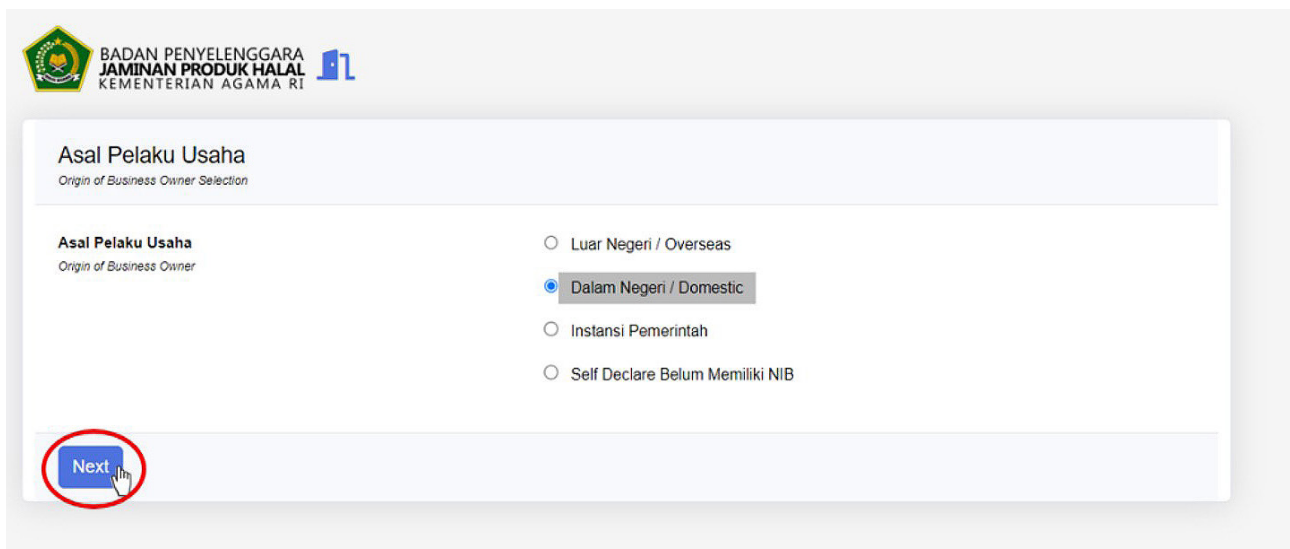 BADAN PENYELENGGARA
JAMINAN PRODUK HALAL
KEMENTERIAN AGAMA RI
Asal Pelaku Usaha
Origin of Business Owner Selection
Asal Pelaku Usaha
Origin of Business Owner
Luar Negeri / Overseas
Dalam Negeri / Domestic
Instansi Pemerintah
Self Declare Belum Memiliki NIB
Next